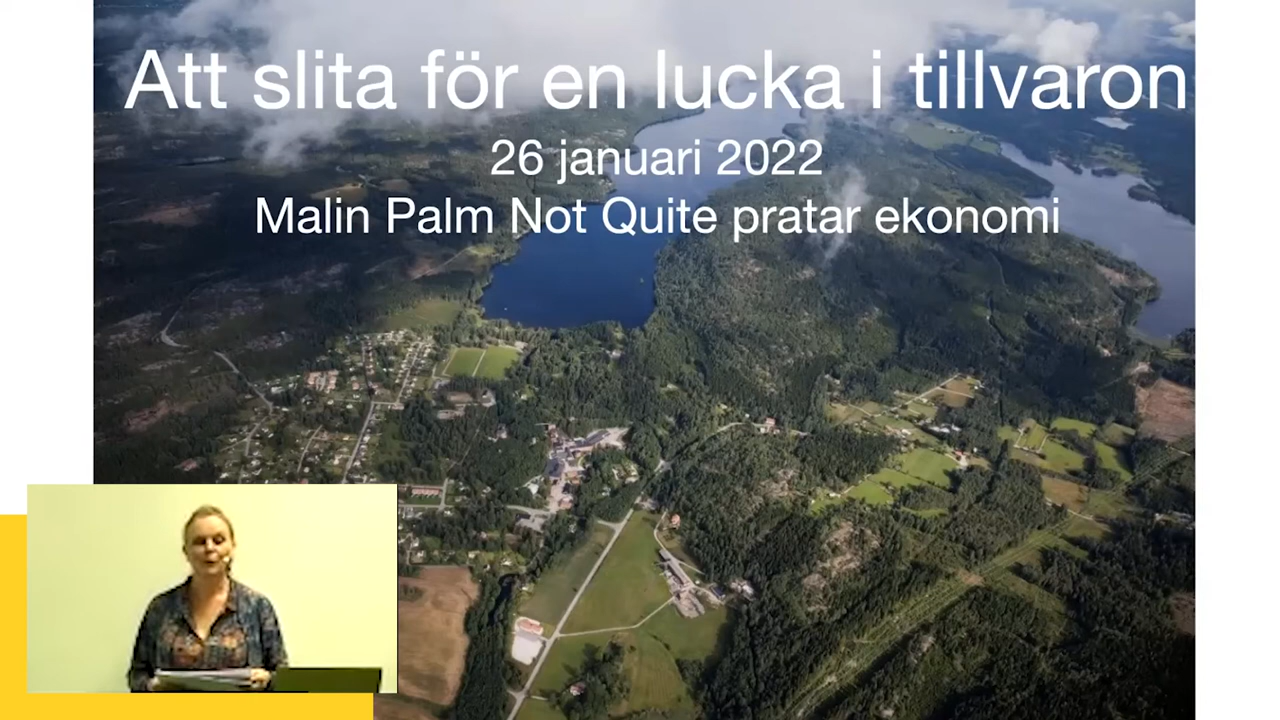 Att slita för en lucka i tillvaron
26 januari 2022
Malin Palm Not Quite pratar ekonomi